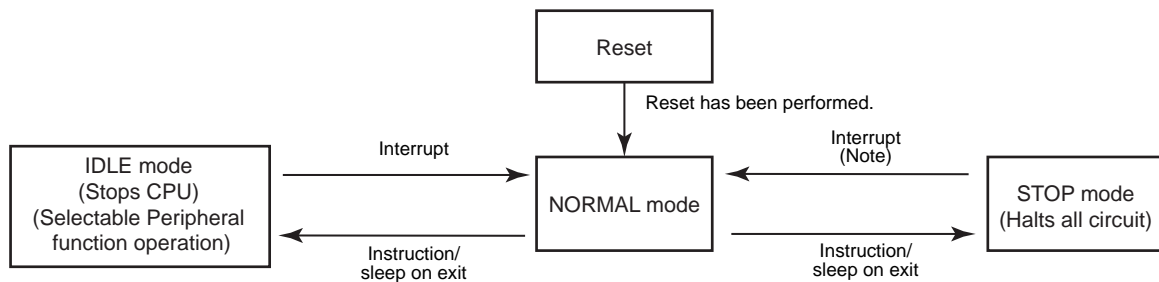 Reset
Reset has been performed.
IDLE mode
(Stops CPU)
(Selectable Peripheral
function operation)
Interrupt
Instruction/
sleep on exit
NORMAL mode
Interrupt
(Note)
Instruction/
sleep on exit
STOP mode
(Halts all circuit)